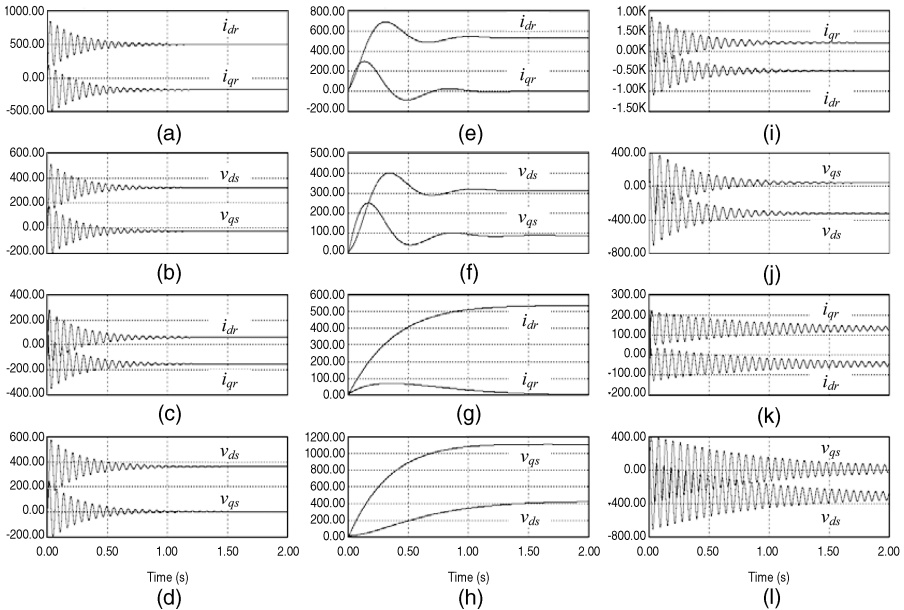 1000.00
500.00
0.00
-500.00
i_dr
i_qr
(a)
800.00
600.00
400.00
200.00
0.00
-200.00
i_dr
i_qr
(e)
1.00K
0.00K
-0.50K
-1.00K
-1.50K
i_qr
i_dr
(i)
600.00
400.00
200.00
0.00
-200.00
v_ds
v_qs
(b)
500.00
400.00
300.00
200.00
100.00
0.00
v_ds
v_qs
(f)
400.00
0.00
-400.00
-800.00
v_qs
v_ds
(j)
400.00
200.00
0.00
-200.00
-400.00
i_dr
i_qr
(c)
600.00
500.00
400.00
300.00
200.00
100.00
0.00
i_dr
i_qr
(g)
300.00
200.00
100.00
0.00
-100.00
-200.00
i_qr
i_dr
(k)
600.00
400.00
200.00
0.00
-200.00
v_ds
v_qs
0.00 0.50 1.00 1.50 2.00
Time (s)
(d)
1200.00
1000.00
800.00
600.00
400.00
200.00
0.00
v_qs
v_ds
0.00 0.50 1.00 1.50 2.00
Time (s)
(h)
400.00
0.00
-400.00
-800.00
v_qs
v_ds
0.00 0.50 1.00 1.50 2.00
Time (s)
(l)